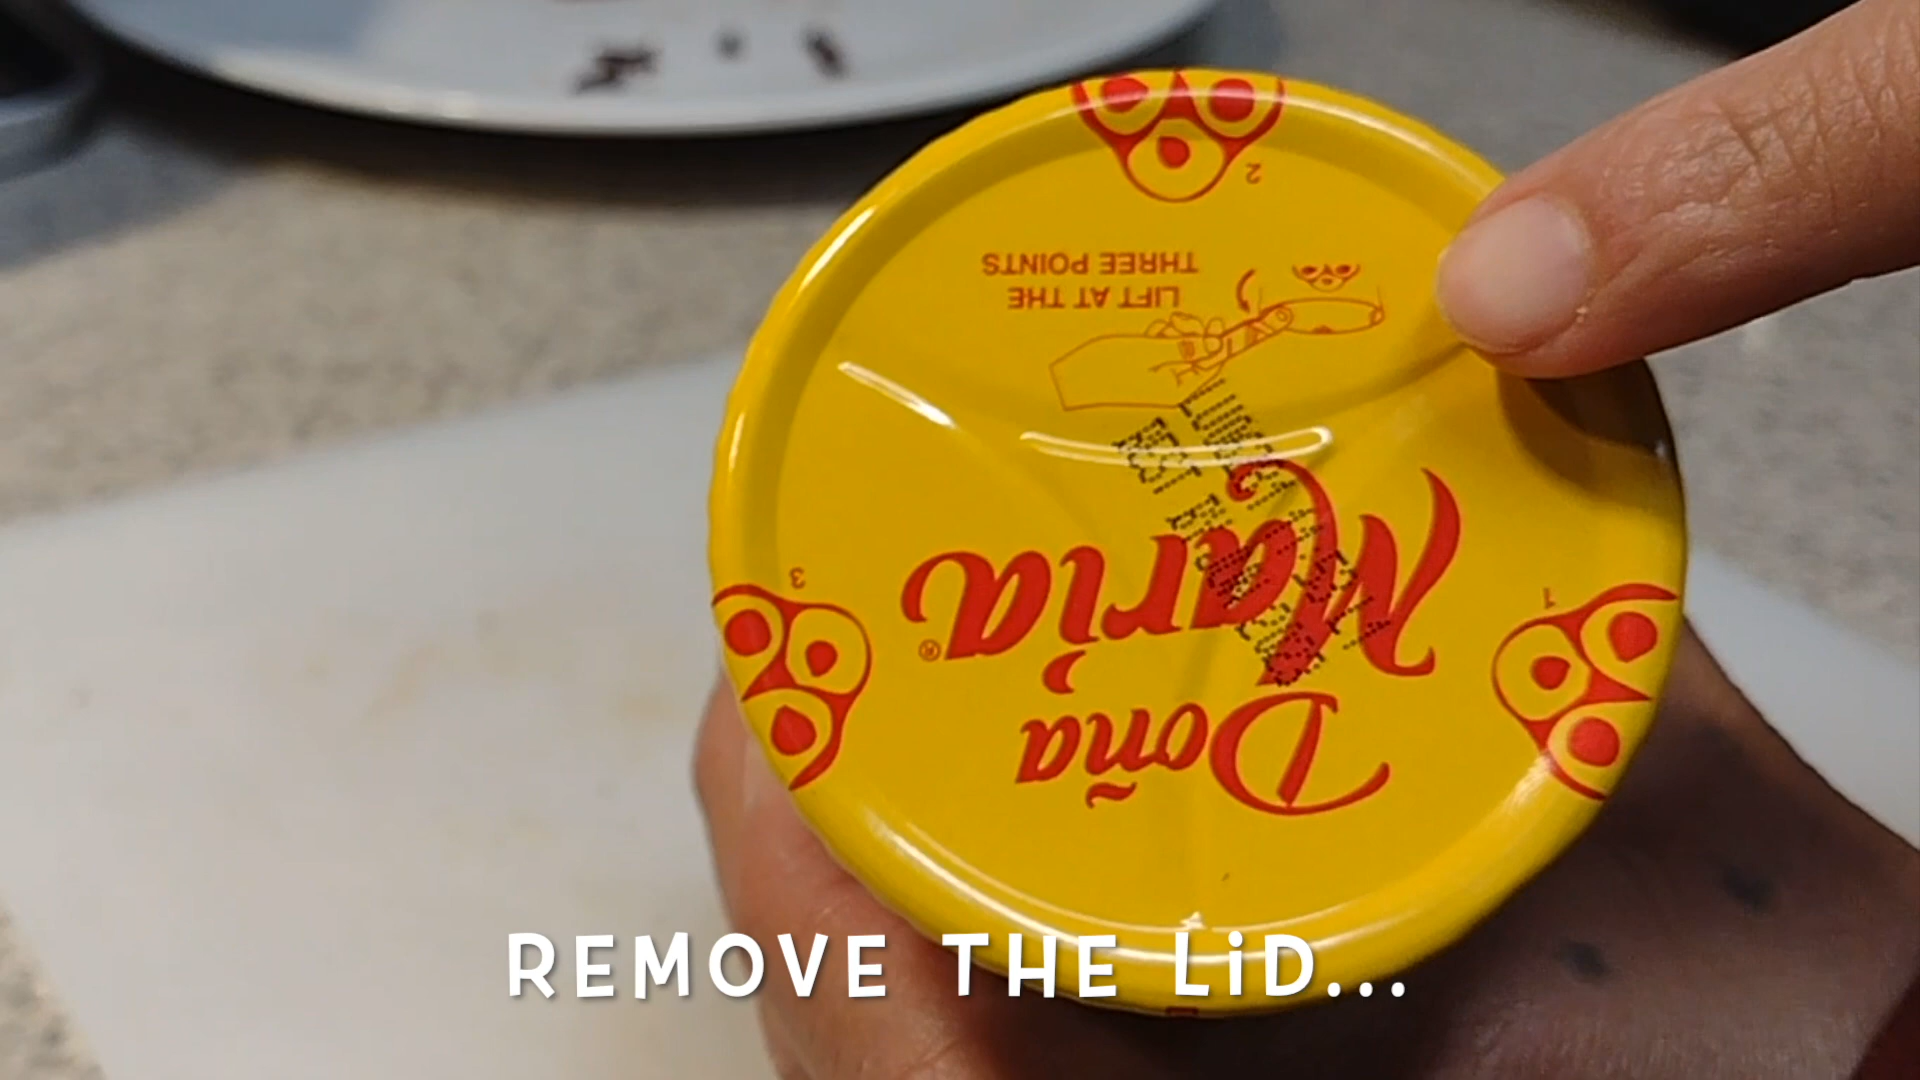 2
LIFT AT THE
THREE POINTS
3
1
Doña
María®
REMOVE THE LiD...